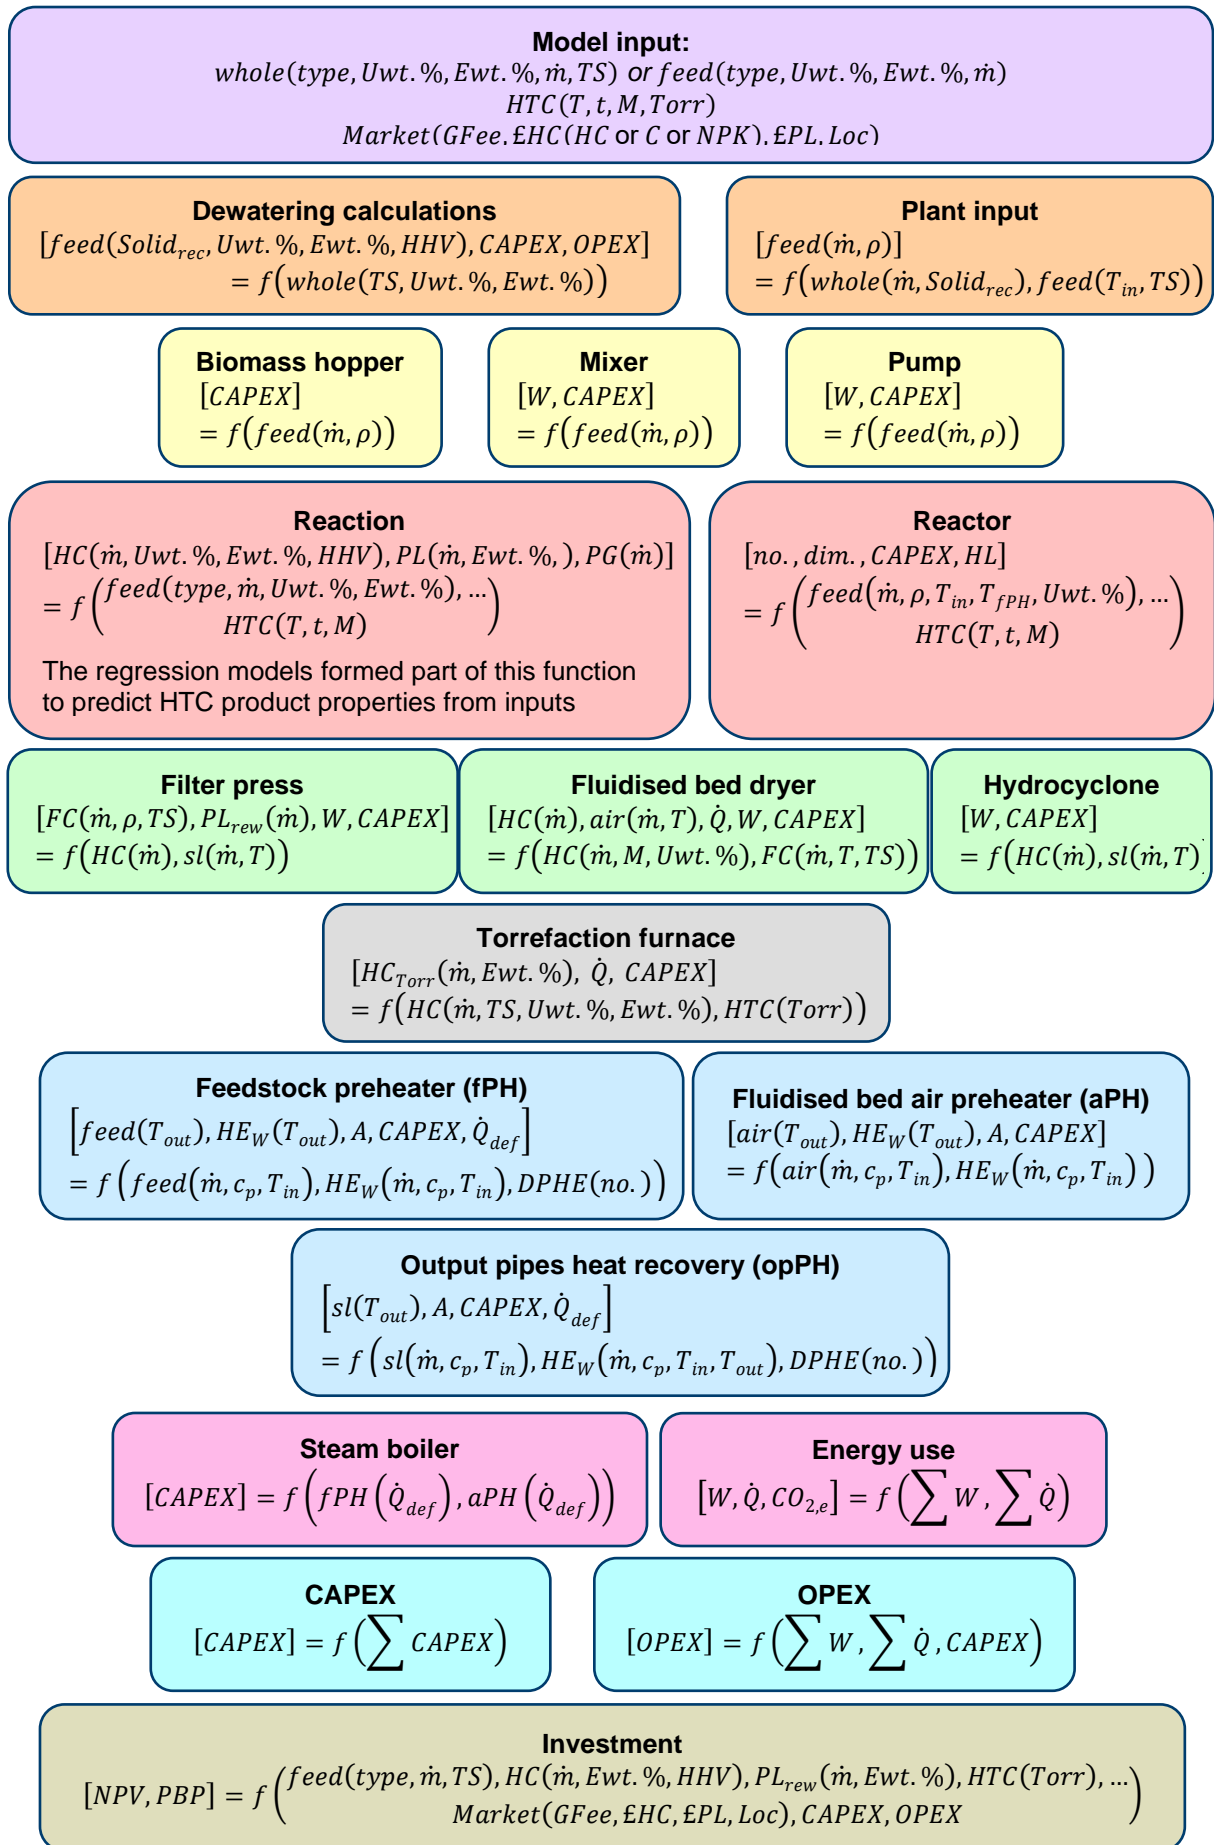 Model input:
whole(type, Uwt. %, Ewt. %, ṁ, TS) or feed(type, Uwt. %, Ewt. %, ṁ)
HTC(T, t, M, Torr)
Market(GFee, £HC(HC or C or NPK), £PL, Loc)
Dewatering calculations
[feed(Solid_rec, Uwt. %, Ewt. %, HHV), CAPEX, OPEX]
= f(whole(TS, Uwt. %, Ewt. %))
Plant input
[feed(ṁ, ρ)]
= f(whole(ṁ, Solid_rec), feed(T_in, TS))
Biomass hopper
[CAPEX]
= f(feed(ṁ, ρ))
Mixer
[W, CAPEX]
= f(feed(ṁ, ρ))
Pump
[W, CAPEX]
= f(feed(ṁ, ρ))
Reaction
[HC(ṁ, Uwt. %, Ewt. %, HHV), PL(ṁ, Ewt. %, ), PG(ṁ)]
= f(feed(type, ṁ, Uwt. %, Ewt. %), ...
HTC(T, t, M))
The regression models formed part of this function
to predict HTC product properties from inputs
Reactor
[no., dim., CAPEX, HL]
= f(feed(ṁ, ρ, T_in, T_fPH, Uwt. %), ...
HTC(T, t, M))
Filter press
[FC(ṁ, ρ, TS), PL_rew(ṁ), W, CAPEX]
= f(HC(ṁ), sl(ṁ, T))
Fluidised bed dryer
[HC(ṁ), air(ṁ, T), Q̇, W, CAPEX]
= f(HC(ṁ, M, Uwt. %), FC(ṁ, T, TS))
Hydrocyclone
[W, CAPEX]
= f(HC(ṁ), sl(ṁ, T)
Torrefaction furnace
[HC_Torr(ṁ, Ewt. %), Q̇, CAPEX]
= f(HC(ṁ, TS, Uwt. %, Ewt. %), HTC(Torr))
Feedstock preheater (fPH)
[feed(T_out), HE_W(T_out), A, CAPEX, Q̇_def]
= f(feed(ṁ, c_p, T_in), HE_W(ṁ, c_p, T_in), DPHE(no. ))
Fluidised bed air preheater (aPH)
[air(T_out), HE_W(T_out), A, CAPEX]
= f(air(ṁ, c_p, T_in), HE_W(ṁ, c_p, T_in) )
Output pipes heat recovery (opPH)
[sl(T_out), A, CAPEX, Q̇_def]
= f(sl(ṁ, c_p, T_in), HE_W(ṁ, c_p, T_in, T_out), DPHE(no. ))
Steam boiler
[CAPEX] = f(fPH(Q̇_def), aPH(Q̇_def))
Energy use
[W, Q̇, CO_2,e] = f(∑ W , ∑ Q̇)
CAPEX
[CAPEX] = f(∑ CAPEX)
OPEX
[OPEX] = f(∑ W , ∑ Q̇ , CAPEX)
Investment
[NPV, PBP] = f(feed(type, ṁ, TS), HC(ṁ, Ewt. %, HHV), PL_rew(ṁ, Ewt. %), HTC(Torr), ...
Market(GFee, £HC, £PL, Loc), CAPEX, OPEX)